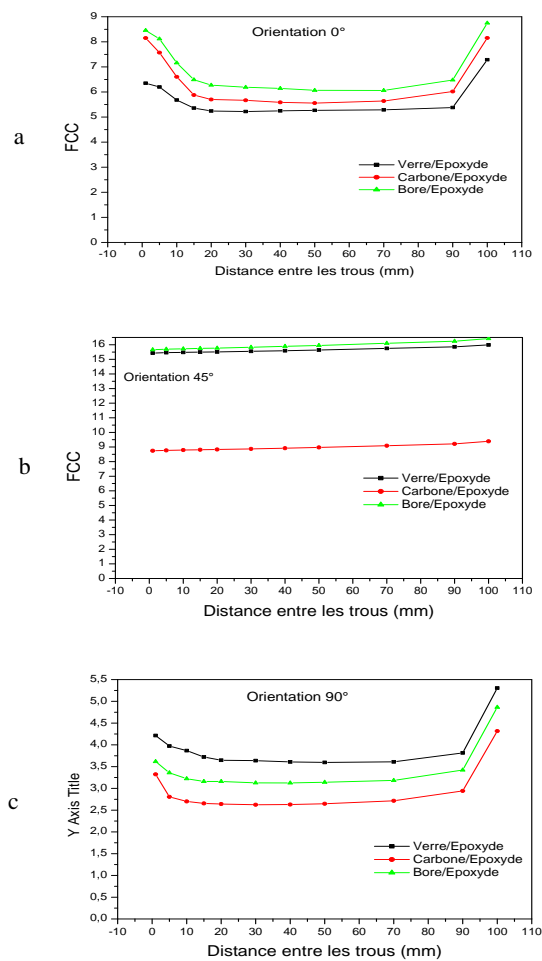 a
9
8
7
6
5
4
3
2
1
0
FCC
Orientation 0°
Verre/Epoxyde
Carbone/Epoxyde
Bore/Epoxyde
-10 0 10 20 30 40 50 60 70 80 90 100 110
Distance entre les trous (mm)
b
16
15
14
13
12
11
10
9
8
7
6
5
4
3
2
1
0
FCC
Orientation 45°
Verre/Epoxyde
Carbone/Epoxyde
Bore/Epoxyde
-10 0 10 20 30 40 50 60 70 80 90 100 110
Distance entre les trous (mm)
c
5,5
5,0
4,5
4,0
3,5
3,0
2,5
2,0
1,5
1,0
0,5
0,0
Y Axis Title
Orientation 90°
Verre/Epoxyde
Carbone/Epoxyde
Bore/Epoxyde
-10 0 10 20 30 40 50 60 70 80 90 100 110
Distance entre les trous (mm)